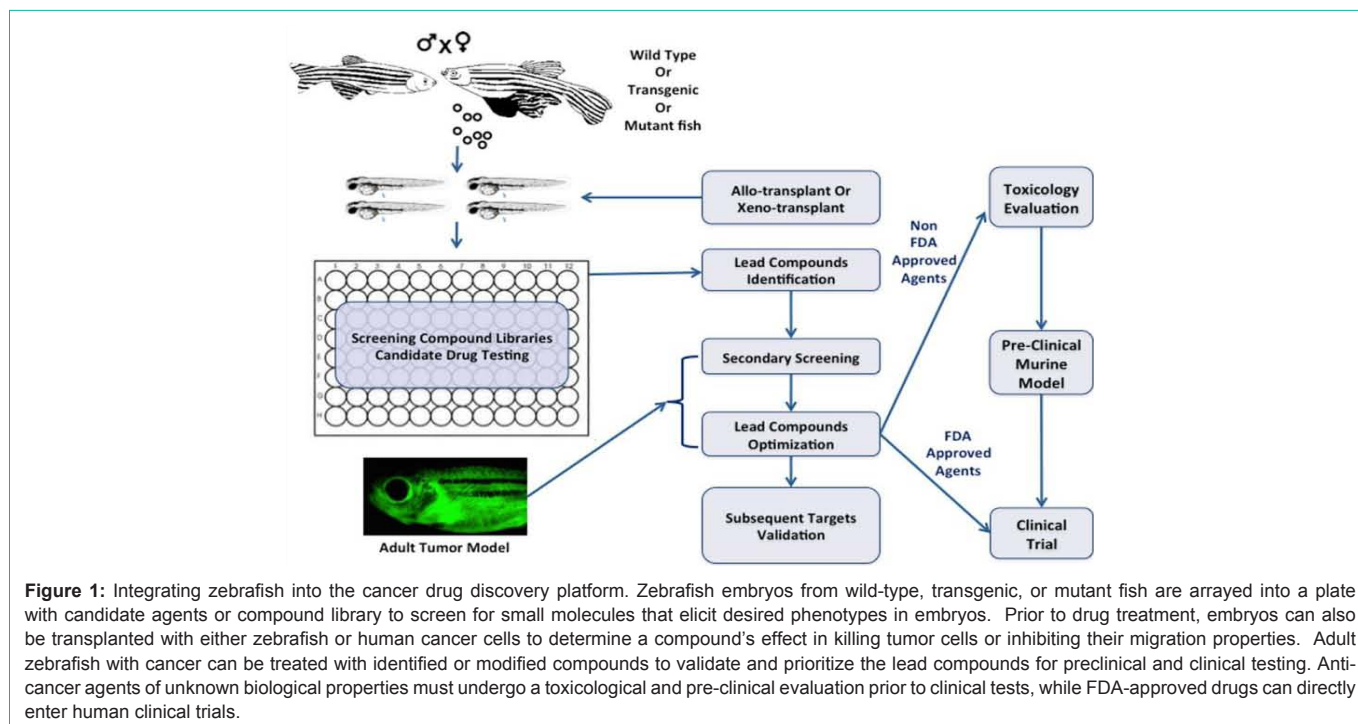 ♂x♀
Wild Type
Or
Transgenic
Or
Mutant fish
Allo-transplant Or
Xeno-transplant
Toxicology
Evaluation
Non
FDA
Approved
Agents
1 2 3 4 5 6 7 8 9 10 11 12
A
B
C
D
E
F
G
H
Screening Compound Libraries
Candidate Drug Testing
Lead Compounds
Identification
Secondary Screening
Pre-Clinical
Murine
Model
Lead Compounds
Optimization
FDA
Approved
Agents
Adult Tumor Model
Subsequent Targets
Validation
Clinical
Trial
Figure 1: Integrating zebrafish into the cancer drug discovery platform. Zebrafish embryos from wild-type, transgenic, or mutant fish are arrayed into a plate
with candidate agents or compound library to screen for small molecules that elicit desired phenotypes in embryos. Prior to drug treatment, embryos can also
be transplanted with either zebrafish or human cancer cells to determine a compound's effect in killing tumor cells or inhibiting their migration properties. Adult
zebrafish with cancer can be treated with identified or modified compounds to validate and prioritize the lead compounds for preclinical and clinical testing. Anti-
cancer agents of unknown biological properties must undergo a toxicological and pre-clinical evaluation prior to clinical tests, while FDA-approved drugs can directly
enter human clinical trials.